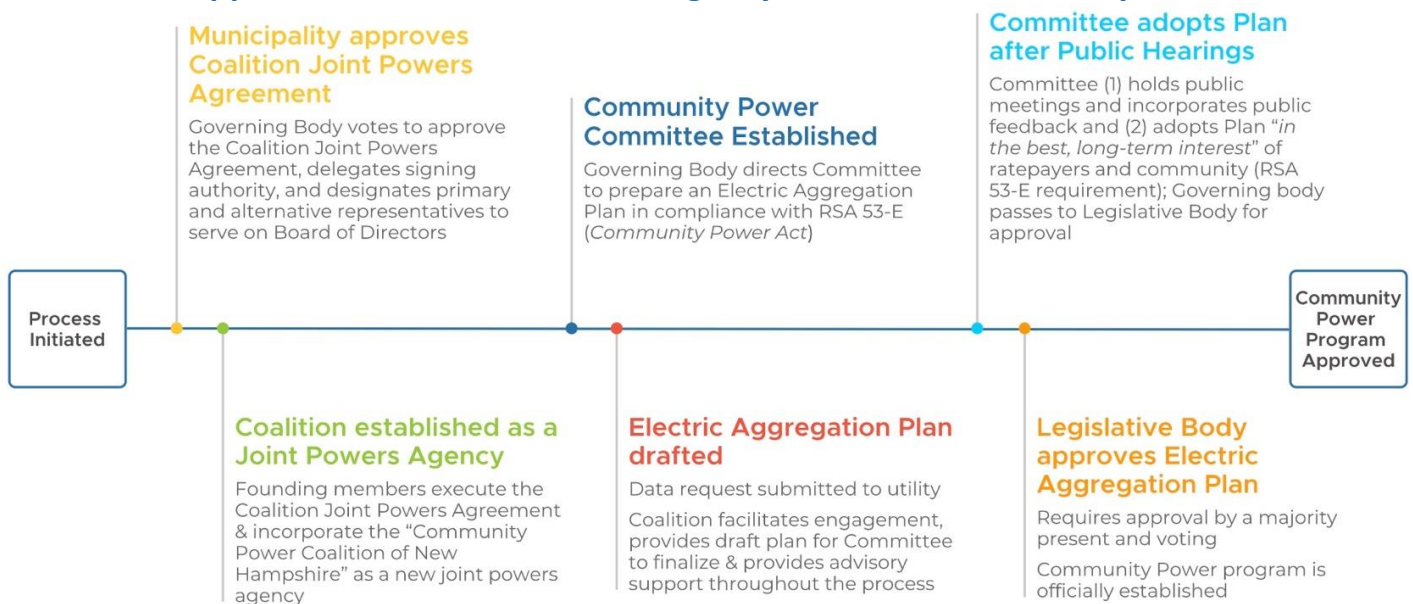 Municipality approves
Coalition Joint Powers
Agreement
Governing Body votes to approve
the Coalition Joint Powers
Agreement, delegates signing
authority, and designates primary
and alternative representatives to
serve on Board of Directors
Community Power
Committee Established
Governing Body directs Committee
to prepare an Electric Aggregation
Plan in compliance with RSA 53-E
(Community Power Act)
Committee adopts Plan
after Public Hearings
Committee (1) holds public
meetings and incorporates public
feedback and (2) adopts Plan “in
the best, long-term interest” of
ratepayers and community (RSA
53-E requirement); Governing body
passes to Legislative Body for
approval
Process
Initiated
Community
Power
Program
Approved
Coalition established as a
Joint Powers Agency
Founding members execute the
Coalition Joint Powers Agreement
& incorporate the “Community
Power Coalition of New
Hampshire” as a new joint powers
agency
Electric Aggregation Plan
drafted
Data request submitted to utility
Coalition facilitates engagement,
provides draft plan for Committee
to finalize & provides advisory
support throughout the process
Legislative Body
approves Electric
Aggregation Plan
Requires approval by a majority
present and voting
Community Power program is
officially established